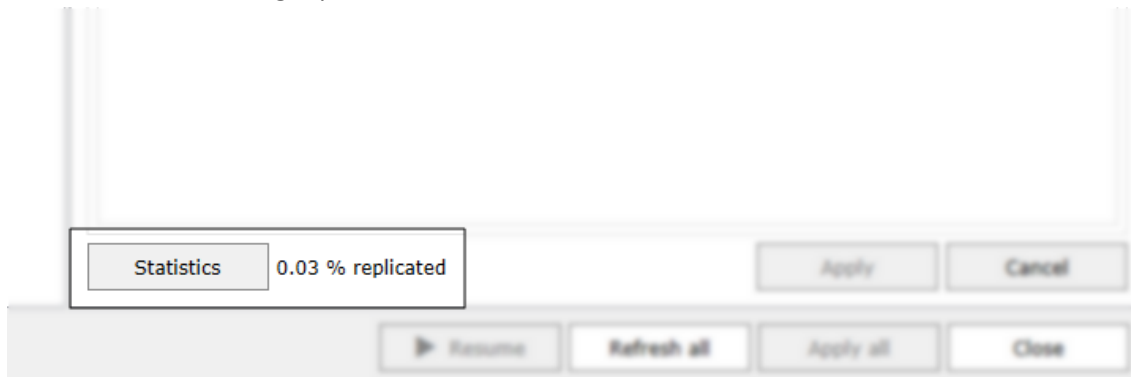 Statistics 0.03 % replicated Apply Cancel
Resume Refresh all Apply all Close